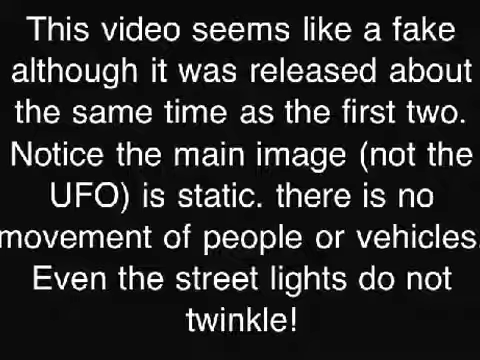 This video seems like a fake
although it was released about
the same time as the first two.
Notice the main image (not the
UFO) is static. there is no
movement of people or vehicles.
Even the street lights do not
twinkle!